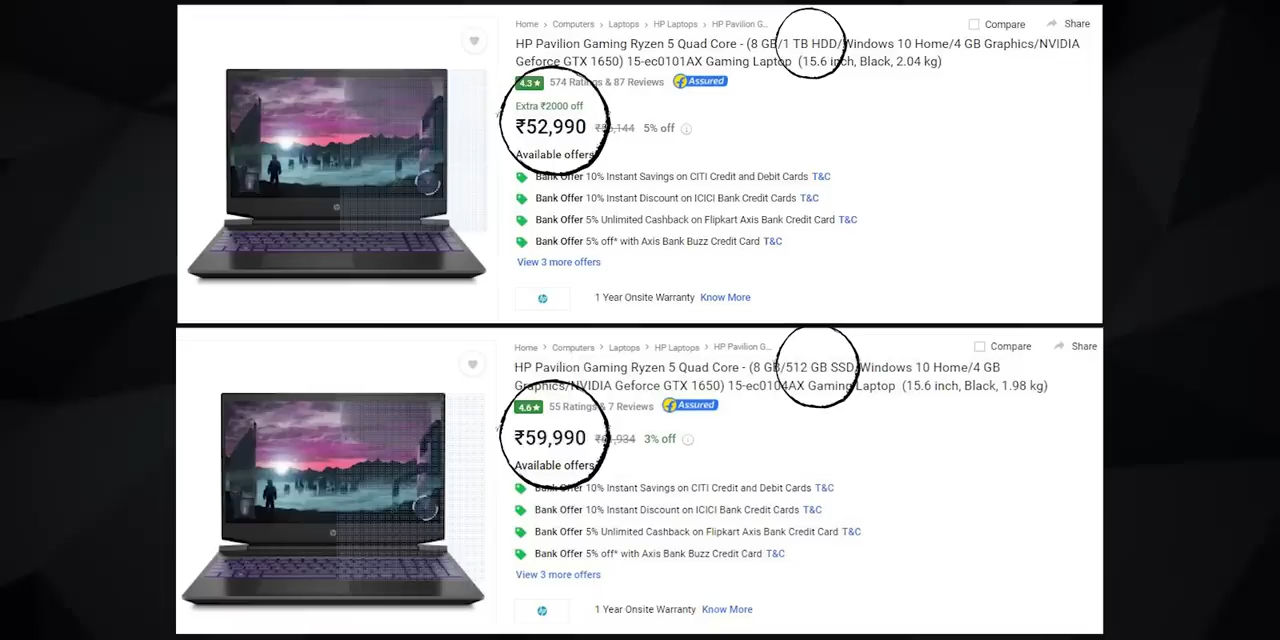 Home > Computers > Laptops > HP Laptops > HP Pavilion G...
Compare Share
HP Pavilion Gaming Ryzen 5 Quad Core - (8 GB/1 TB HDD/Windows 10 Home/4 GB Graphics/NVIDIA
Geforce GTX 1650) 15-ec0101AX Gaming Laptop (15.6 inch, Black, 2.04 kg)
4.3★ 574 Ratings & 87 Reviews Assured
Extra ₹2000 off
₹52,990 5% off
Available offers
Bank Offer 10% Instant Savings on CITI Credit and Debit Cards T&C
Bank Offer 10% Instant Discount on ICICI Bank Credit Cards T&C
Bank Offer 5% Unlimited Cashback on Flipkart Axis Bank Credit Card T&C
Bank Offer 5% off* with Axis Bank Buzz Credit Card T&C
View 3 more offers
hp 1 Year Onsite Warranty Know More
Home > Computers > Laptops > HP Laptops > HP Pavilion G...
Compare Share
HP Pavilion Gaming Ryzen 5 Quad Core - (8 GB/512 GB SSD/Windows 10 Home/4 GB
Graphics/NVIDIA Geforce GTX 1650) 15-ec0104AX Gaming Laptop (15.6 inch, Black, 1.98 kg)
4.6★ 55 Ratings & 7 Reviews Assured
₹59,990 3% off
Available offers
Bank Offer 10% Instant Savings on CITI Credit and Debit Cards T&C
Bank Offer 10% Instant Discount on ICICI Bank Credit Cards T&C
Bank Offer 5% Unlimited Cashback on Flipkart Axis Bank Credit Card T&C
Bank Offer 5% off* with Axis Bank Buzz Credit Card T&C
View 3 more offers
hp 1 Year Onsite Warranty Know More